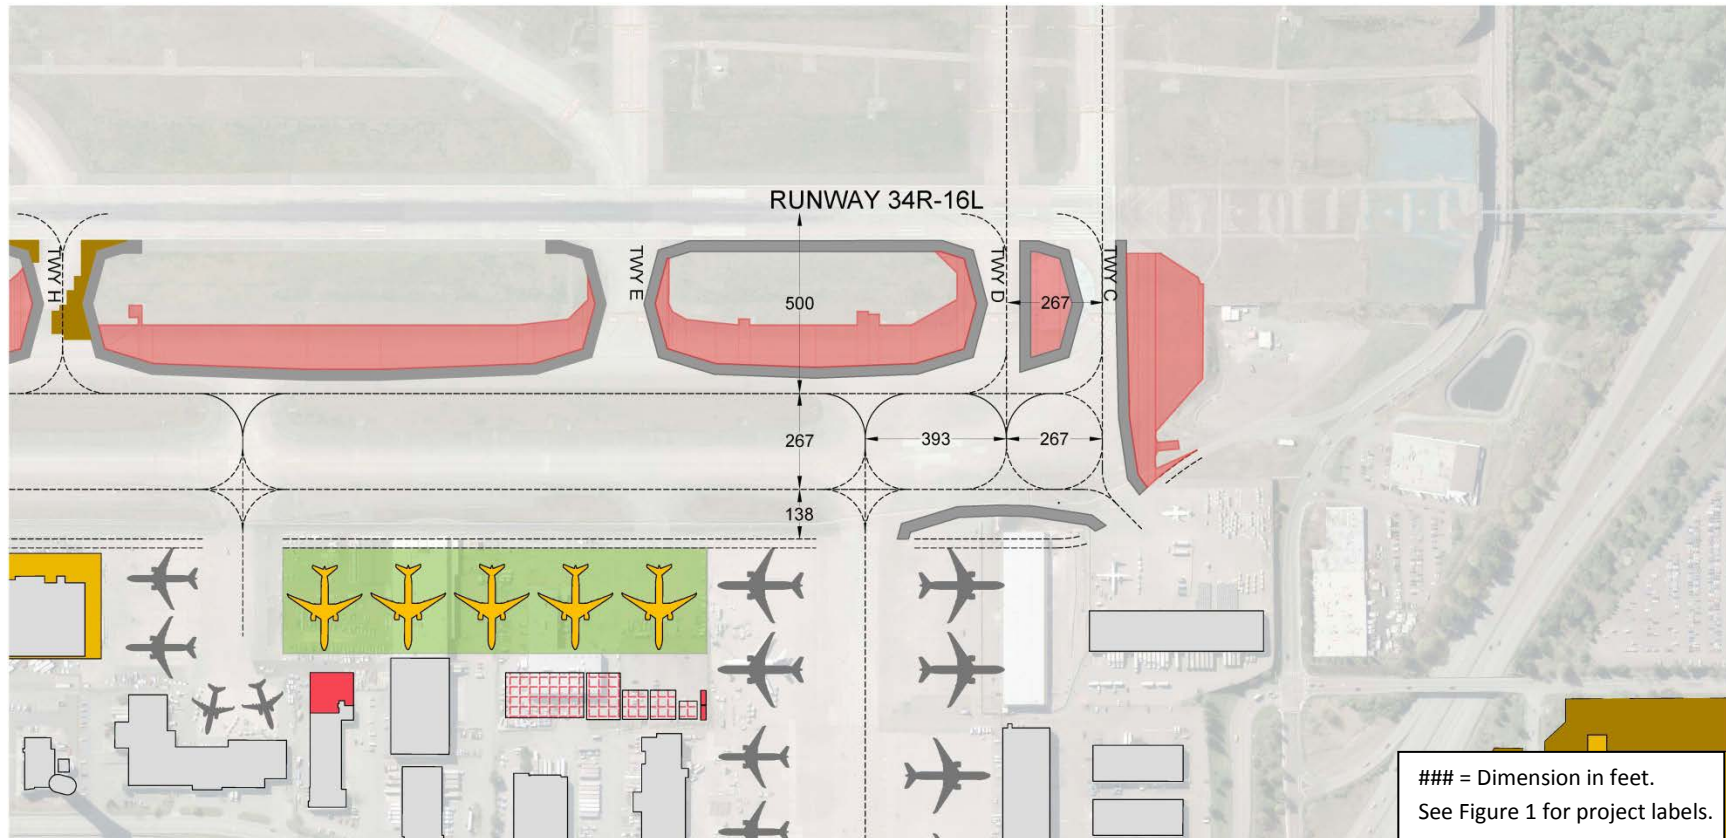 RUNWAY 34R-16L
TWY H
TWY E
TWY D
TWY C
500
267
267
393
267
138
### = Dimension in feet.
See Figure 1 for project labels.